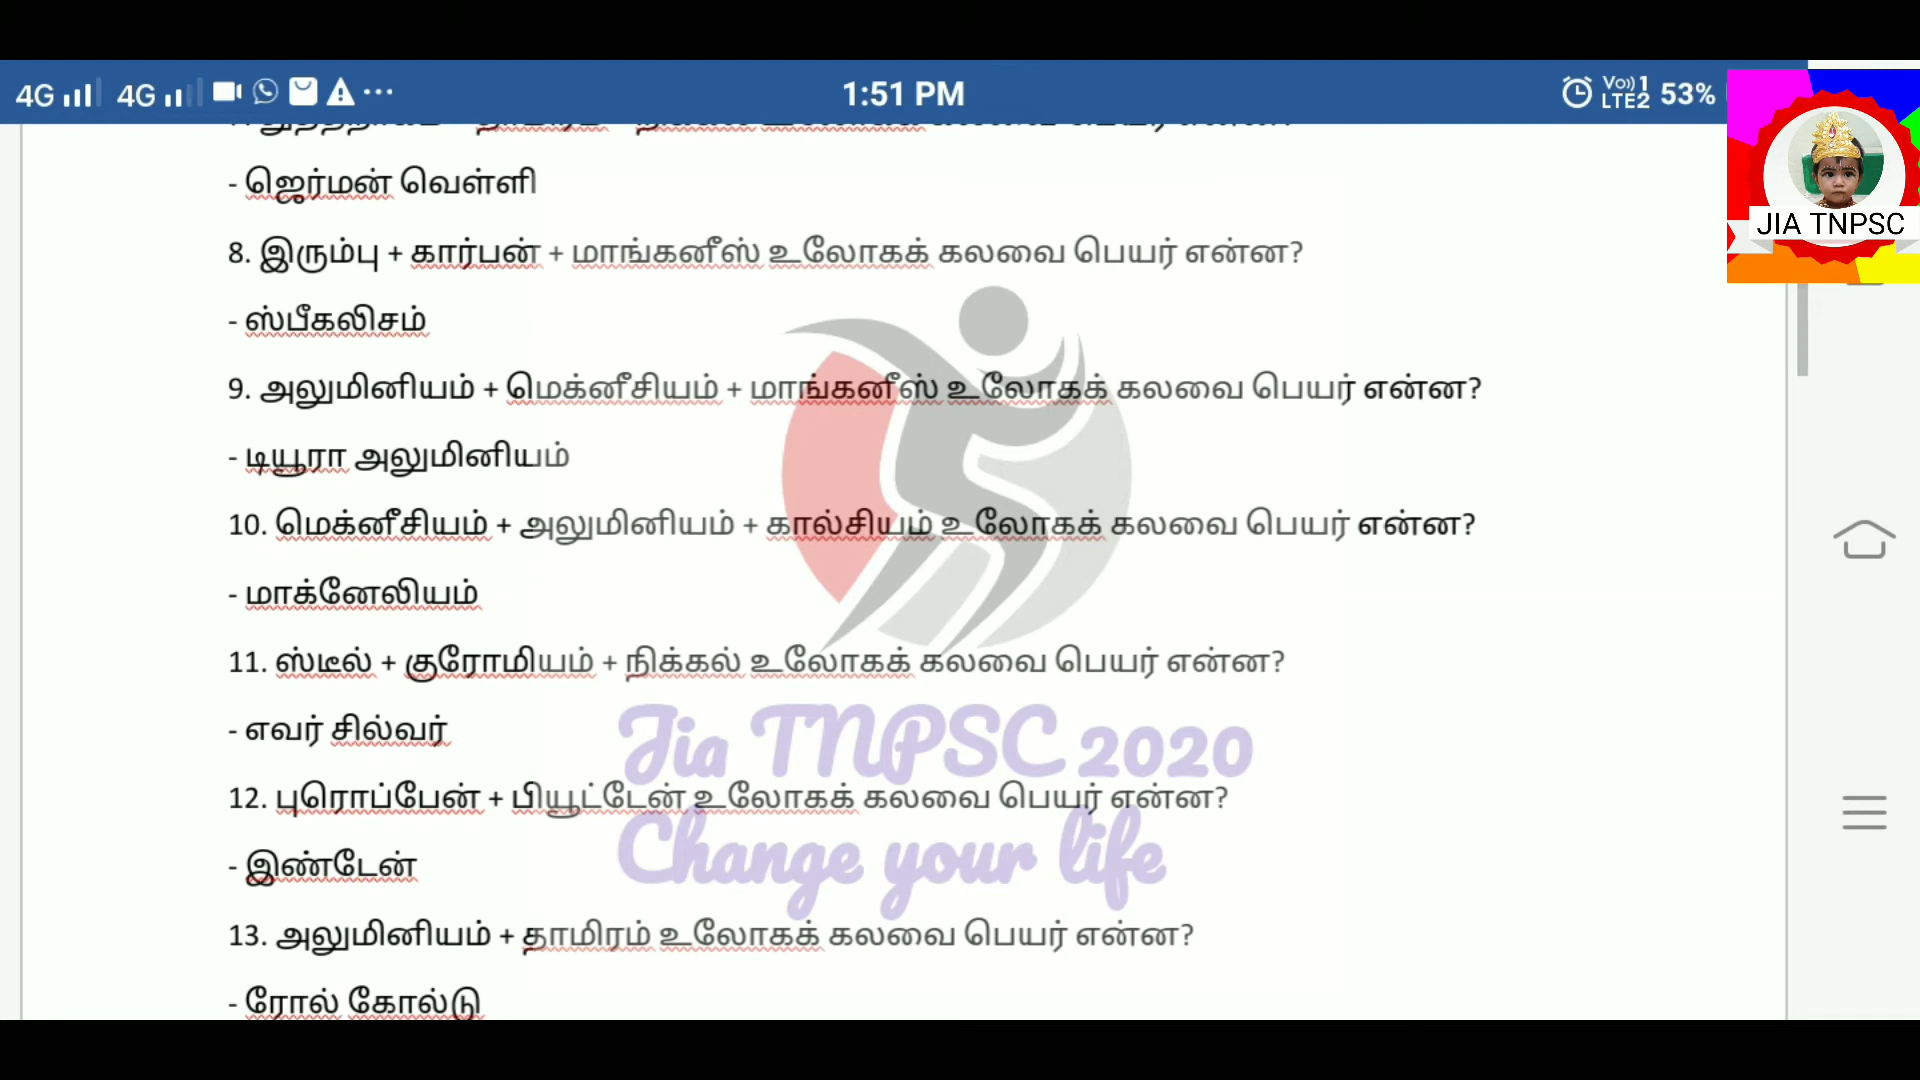 4G 4G 1:51 PM Vo)) 1 LTE2 53%
JIA TNPSC
- ஜெர்மன் வெள்ளி
8. இரும்பு + கார்பன் + மாங்கனீஸ் உலோகக் கலவை பெயர் என்ன?
- ஸ்பீகலிசம்
9. அலுமினியம் + மெக்னீசியம் + மாங்கனீஸ் உலோகக் கலவை பெயர் என்ன?
- டியூரா அலுமினியம்
10. மெக்னீசியம் + அலுமினியம் + கால்சியம் உலோகக் கலவை பெயர் என்ன?
- மாக்னேலியம்
11. ஸ்டீல் + குரோமியம் + நிக்கல் உலோகக் கலவை பெயர் என்ன?
- எவர் சில்வர்
Jia TNPSC 2020
12. புரொப்பேன் + பியூட்டேன் உலோகக் கலவை பெயர் என்ன?
Change your life
- இண்டேன்
13. அலுமினியம் + தாமிரம் உலோகக் கலவை பெயர் என்ன?
- ரோல் கோல்டு